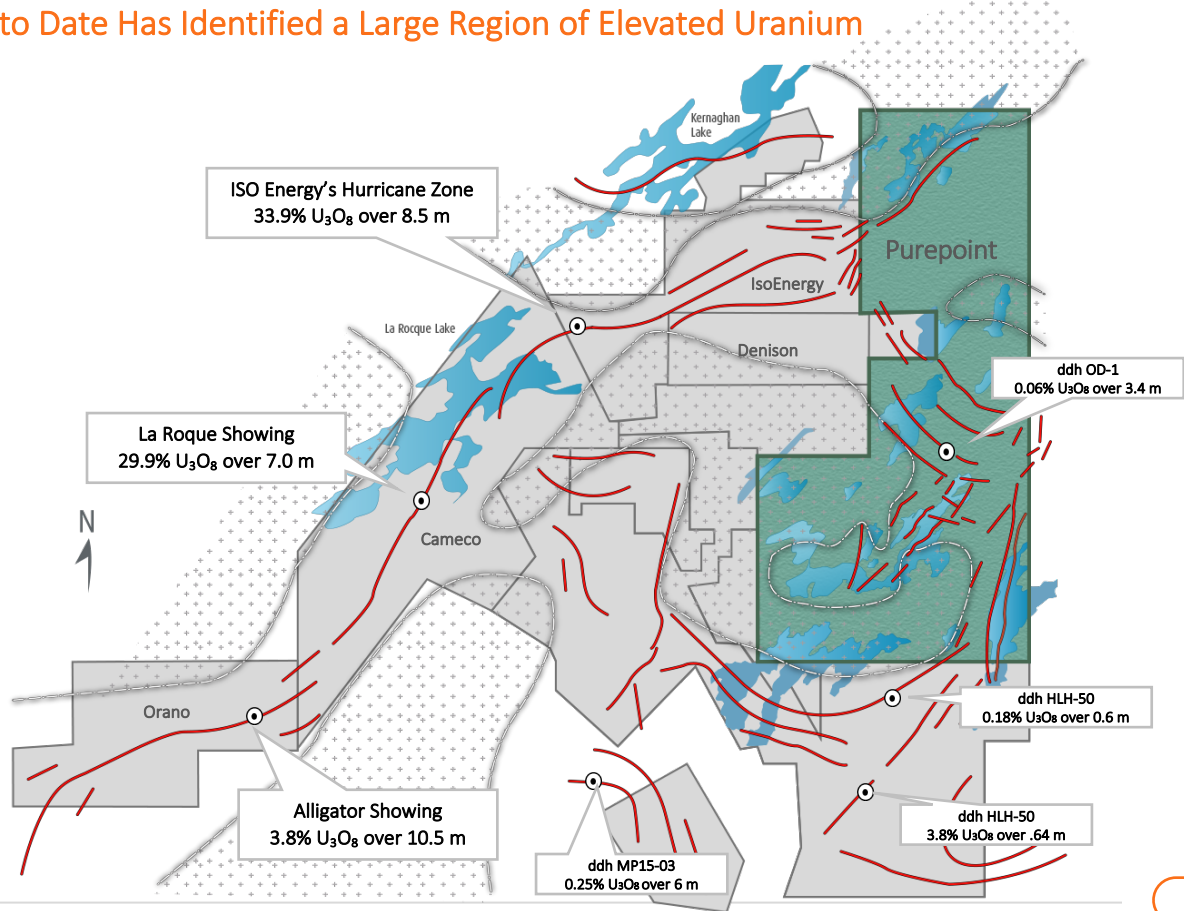 to Date Has Identified a Large Region of Elevated Uranium
Kernaghan
Lake
ISO Energy's Hurricane Zone
33.9% U₃O₈ over 8.5 m
Purepoint
IsoEnergy
La Rocque Lake
Denison
ddh OD-1
0.06% U₃O₈ over 3.4 m
La Roque Showing
29.9% U₃O₈ over 7.0 m
N
Cameco
Orano
ddh HLH-50
0.18% U₃O₈ over 0.6 m
Alligator Showing
3.8% U₃O₈ over 10.5 m
ddh HLH-50
3.8% U₃O₈ over .64 m
ddh MP15-03
0.25% U₃O₈ over 6 m